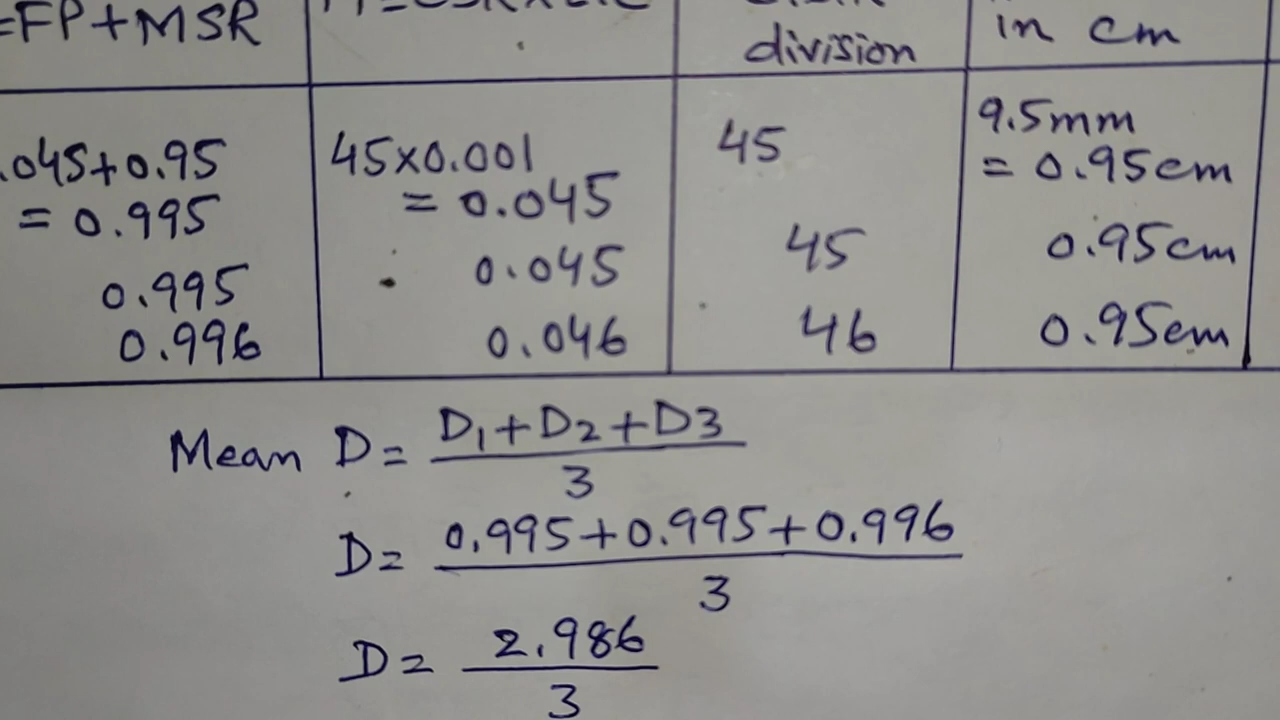 =FP+MSR
division
in cm
.045+0.95
= 0.995
0.995
0.996
45×0.001
= 0.045
0.045
0.046
45
45
46
9.5mm
= 0.95cm
0.95cm
0.95cm
Mean D= D1+D2+D3
3
D= 0.995+0.995+0.996
3
D= 2.986
3